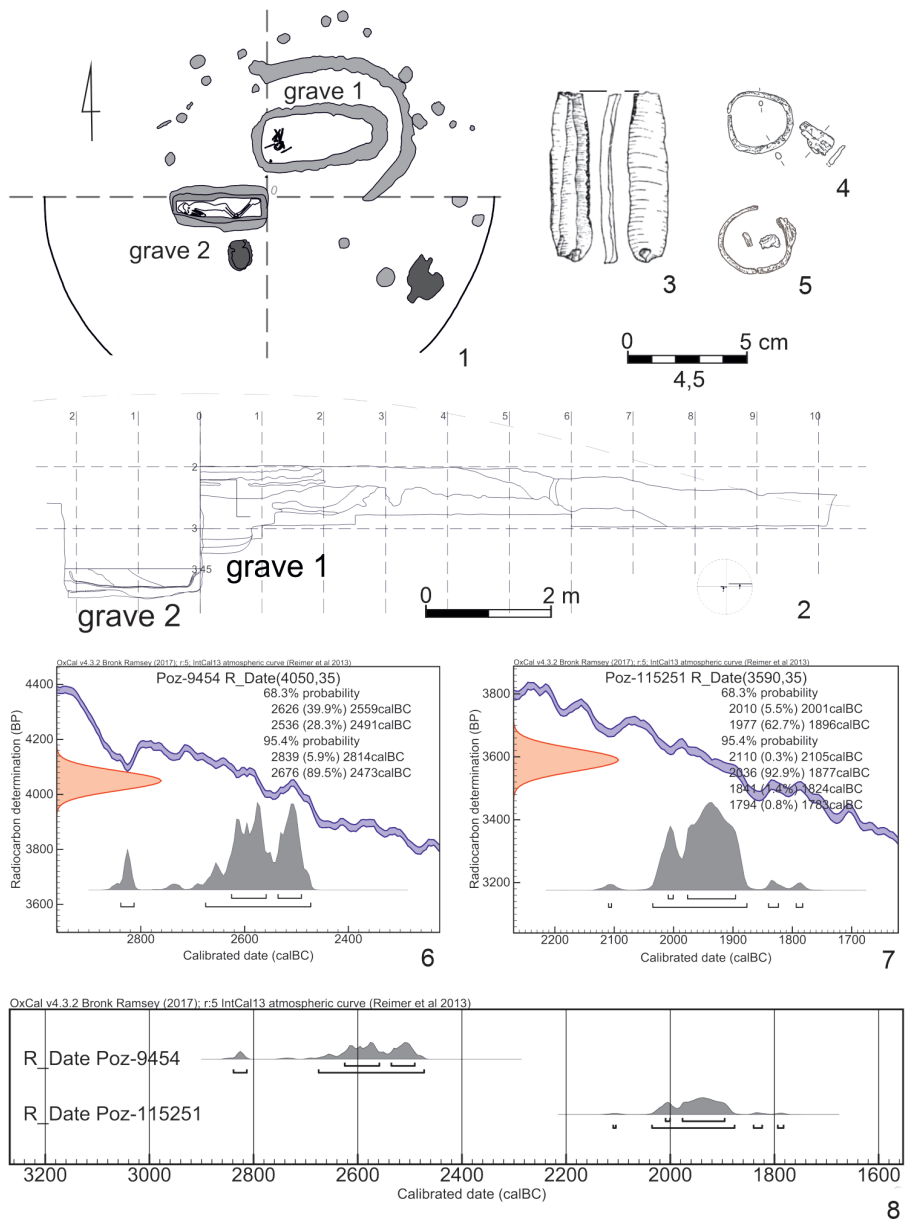 grave 1
0
grave 2
1
3
4
5
0 5 cm
4,5
2 1 0 1 2 3 4 5 6 7 8 9 10
2
3
3.45
grave 1
grave 2
0 2 m
2
OxCal v4.3.2 Bronk Ramsey (2017); r:5; IntCal13 atmospheric curve (Reimer et al 2013)
Poz-9454 R_Date(4050,35)
68.3% probability
2626 (39.9%) 2559calBC
2536 (28.3%) 2491calBC
95.4% probability
2839 (5.9%) 2814calBC
2676 (89.5%) 2473calBC
Radiocarbon determination (BP)
4400
4200
4000
3800
3600
2800 2600 2400
Calibrated date (calBC)
6
OxCal v4.3.2 Bronk Ramsey (2017); r:5; IntCal13 atmospheric curve (Reimer et al 2013)
Poz-115251 R_Date(3590,35)
68.3% probability
2010 (5.5%) 2001calBC
1977 (62.7%) 1896calBC
95.4% probability
2110 (0.3%) 2105calBC
2036 (92.9%) 1877calBC
1841 (1.4%) 1824calBC
1794 (0.8%) 1783calBC
Radiocarbon determination (BP)
3800
3600
3400
3200
2200 2100 2000 1900 1800 1700
Calibrated date (calBC)
7
OxCal v4.3.2 Bronk Ramsey (2017); r:5 IntCal13 atmospheric curve (Reimer et al 2013)
R_Date Poz-9454
R_Date Poz-115251
3200 3000 2800 2600 2400 2200 2000 1800 1600
Calibrated date (calBC)
8